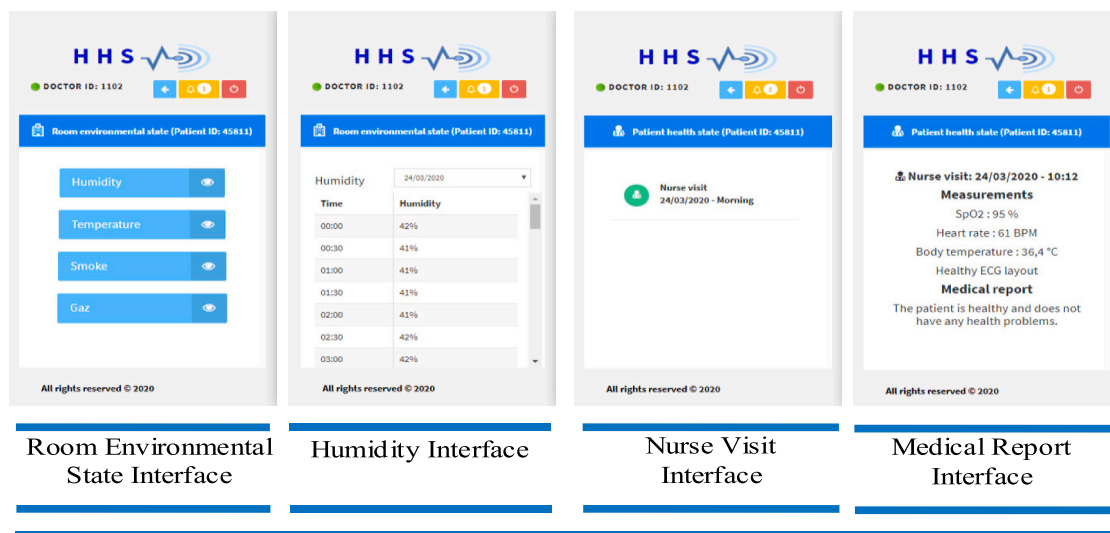 HHS
DOCTOR ID: 1102
1
Room environmental state (Patient ID: 45811)
Humidity
Temperature
Smoke
Gaz
All rights reserved © 2020
Room Environmental
State Interface
HHS
DOCTOR ID: 1102
1
Room environmental state (Patient ID: 45811)
Humidity 24/03/2020
Time Humidity
00:00 42%
00:30 41%
01:00 41%
01:30 41%
02:00 41%
02:30 42%
03:00 42%
All rights reserved © 2020
Humidity Interface
HHS
DOCTOR ID: 1102
1
Patient health state (Patient ID: 45811)
Nurse visit
24/03/2020 - Morning
All rights reserved © 2020
Nurse Visit
Interface
HHS
DOCTOR ID: 1102
1
Patient health state (Patient ID: 45811)
Nurse visit: 24/03/2020 - 10:12
Measurements
SpO2 : 95 %
Heart rate : 61 BPM
Body temperature : 36,4 °C
Healthy ECG layout
Medical report
The patient is healthy and does not
have any health problems.
All rights reserved © 2020
Medical Report
Interface